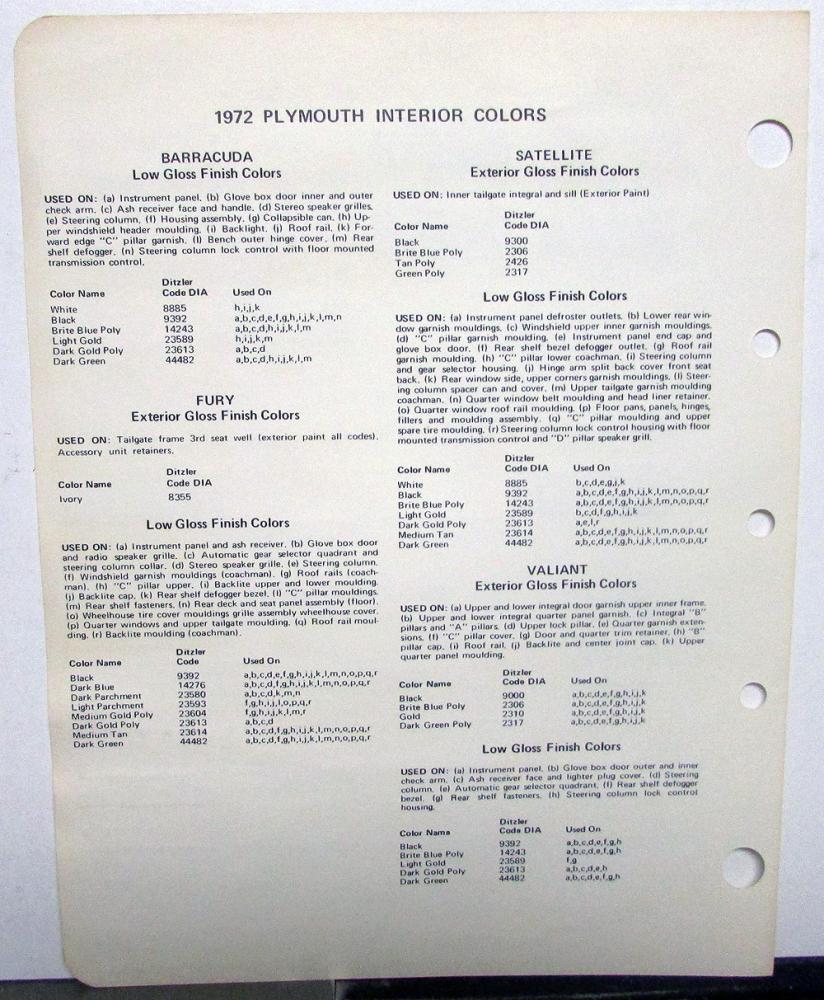 1972 PLYMOUTH INTERIOR COLORS
BARRACUDA
Low Gloss Finish Colors
USED ON: (a) Instrument panel. (b) Glove box door inner and outer
check arm. (c) Ash receiver face and handle. (d) Stereo speaker grilles.
(e) Steering column. (f) Housing assembly. (g) Collapsible can. (h) Up-
per windshield header moulding. (i) Backlight. (j) Roof rail. (k) For-
ward edge "C" pillar garnish. (l) Bench outer hinge cover. (m) Rear
shelf defogger. (n) Steering column lock control with floor mounted
transmission control.
Ditzler
Color Name Code DIA Used On
White 8885 h,i,j,k
Black 9392 a,b,c,d,e,f,g,h,i,j,k,l,m,n
Brite Blue Poly 14243 a,b,c,d,h,i,j,k,l,m
Light Gold 23589 h,i,j,k,m
Dark Gold Poly 23613 a,b,c,d
Dark Green 44482 a,b,c,d,h,i,j,k,l,m
FURY
Exterior Gloss Finish Colors
USED ON: Tailgate frame 3rd seat well (exterior paint all codes).
Accessory unit retainers.
Ditzler
Color Name Code DIA
Ivory 8355
Low Gloss Finish Colors
USED ON: (a) Instrument panel and ash receiver. (b) Glove box door
and radio speaker grille. (c) Automatic gear selector quadrant and
steering column collar. (d) Stereo speaker grille. (e) Steering column.
(f) Windshield garnish mouldings (coachman). (g) Roof rails (coach-
man). (h) "C" pillar upper. (i) Backlite upper and lower moulding.
(j) Backlite cap. (k) Rear shelf defogger bezel. (l) "C" pillar mouldings.
(m) Rear shelf fasteners. (n) Rear deck and seat panel assembly (floor).
(o) Wheelhouse tire cover mouldings grille assembly wheelhouse cover.
(p) Quarter windows and upper tailgate moulding. (q) Roof rail moul-
ding. (r) Backlite moulding (coachman).
Ditzler
Color Name Code Used On
Black 9392 a,b,c,d,e,f,g,h,i,j,k,l,m,n,o,p,q,r
Dark Blue 14276 a,b,c,d,f,g,h,i,j,k,l,m,n,o,p,q,r
Dark Parchment 23580 a,b,c,d,k,m,n
Light Parchment 23593 f,g,h,i,j,l,o,p,q,r
Medium Gold Poly 23604 f,g,h,i,j,k,l,m,r
Dark Gold Poly 23613 a,b,c,d
Medium Tan 23614 a,b,c,d,f,g,h,i,j,k,l,m,n,o,p,q,r
Dark Green 44482 a,b,c,d,f,g,h,i,j,k,l,m,n,o,p,q,r
SATELLITE
Exterior Gloss Finish Colors
USED ON: Inner tailgate integral and sill (Exterior Paint)
Ditzler
Color Name Code DIA
Black 9300
Brite Blue Poly 2306
Tan Poly 2426
Green Poly 2317
Low Gloss Finish Colors
USED ON: (a) Instrument panel defroster outlets. (b) Lower rear win-
dow garnish mouldings. (c) Windshield upper inner garnish mouldings.
(d) "C" pillar garnish moulding. (e) Instrument panel end cap and
glove box door. (f) Rear shelf bezel defogger outlet. (g) Roof rail
garnish moulding. (h) "C" pillar lower coachman. (i) Steering column
and gear selector housing. (j) Hinge arm split back cover front seat
back. (k) Rear window side, upper corners garnish mouldings. (l) Steer-
ing column spacer can and cover. (m) Upper tailgate garnish moulding
coachman. (n) Quarter window belt moulding and head liner retainer.
(o) Quarter window roof rail moulding. (p) Floor pans, panels, hinges,
fillers and moulding assembly. (q) "C" pillar moulding and upper
spare tire moulding. (r) Steering column lock control housing with floor
mounted transmission control and "D" pillar speaker grill.
Ditzler
Color Name Code DIA Used On
White 8885 b,c,d,e,g,j,k
Black 9392 a,b,c,d,e,f,g,h,i,j,k,l,m,n,o,p,q,r
Brite Blue Poly 14243 a,b,c,d,e,f,g,h,i,j,k,l,m,n,o,p,q,r
Light Gold 23589 b,c,d,f,g,h,i,j,k
Dark Gold Poly 23613 a,e,l,r
Medium Tan 23614 a,b,c,d,e,f,g,h,i,j,k,l,m,n,o,p,q,r
Dark Green 44482 a,b,c,d,e,f,g,h,i,j,k,l,m,n,o,p,q,r
VALIANT
Exterior Gloss Finish Colors
USED ON: (a) Upper and lower integral door garnish upper inner frame.
(b) Upper and lower integral quarter panel garnish. (c) Integral "B"
pillars and "A" pillars. (d) Upper lock pillar. (e) Quarter garnish exten-
sions. (f) "C" pillar cover. (g) Door and quarter trim retainer. (h) "B"
pillar cap. (i) Roof rail. (j) Backlite and center joint cap. (k) Upper
quarter panel moulding.
Ditzler
Color Name Code DIA Used On
Black 9000 a,b,c,d,e,f,g,h,i,j,k
Brite Blue Poly 2306 a,b,c,d,e,f,g,h,i,j,k
Gold 2310 a,b,c,d,e,f,g,h,i,j,k
Dark Green Poly 2317 a,b,c,d,e,f,g,h,i,j,k
Low Gloss Finish Colors
USED ON: (a) Instrument panel. (b) Glove box door outer and inner
check arm. (c) Ash receiver face and lighter plug cover. (d) Steering
column. (e) Automatic gear selector quadrant. (f) Rear shelf defogger
bezel. (g) Rear shelf fasteners. (h) Steering column lock control
housing.
Ditzler
Color Name Code DIA Used On
Black 9392 a,b,c,d,e,f,g,h
Brite Blue Poly 14243 a,b,c,d,e,f,g,h
Light Gold 23589 f,g
Dark Gold Poly 23613 a,b,c,d,e,h
Dark Green 44482 a,b,c,d,e,f,g,h